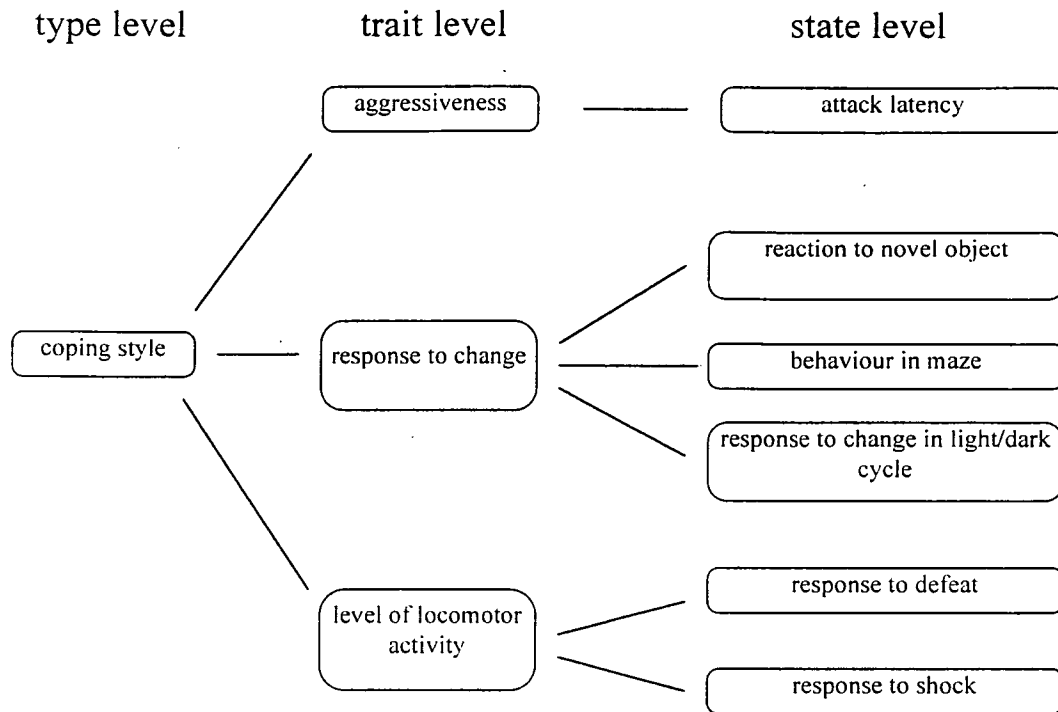 type level
trait level
state level
aggressiveness
attack latency
reaction to novel object
coping style
response to change
behaviour in maze
response to change in light/dark
cycle
level of locomotor
activity
response to defeat
response to shock